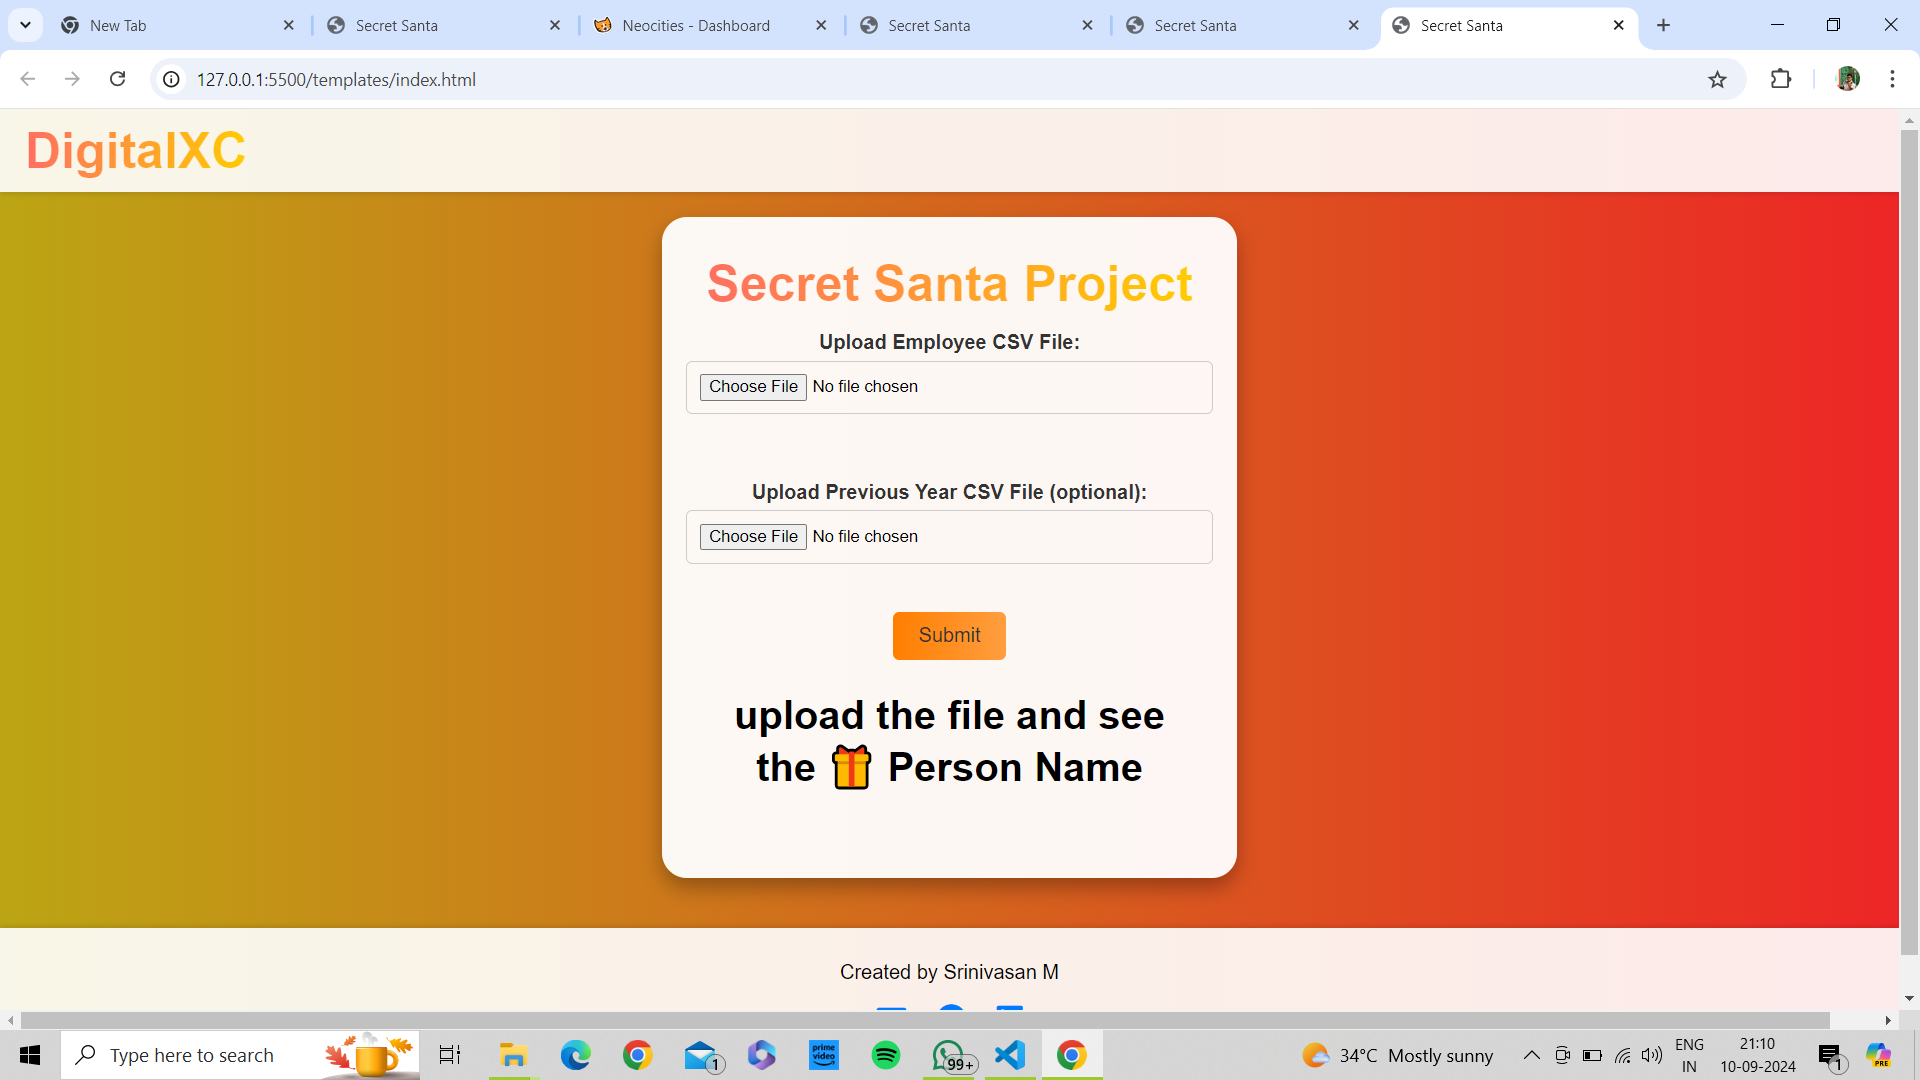 New Tab
Secret Santa
Neocities - Dashboard
Secret Santa
Secret Santa
Secret Santa
127.0.0.1:5500/templates/index.html
DigitalXC
Secret Santa Project
Upload Employee CSV File:
Choose File No file chosen
Upload Previous Year CSV File (optional):
Choose File No file chosen
Submit
upload the file and see
the 🎁 Person Name
Created by Srinivasan M
Type here to search
1
prime video
99+
34°C Mostly sunny
ENG
IN
21:10
10-09-2024
1
PRE